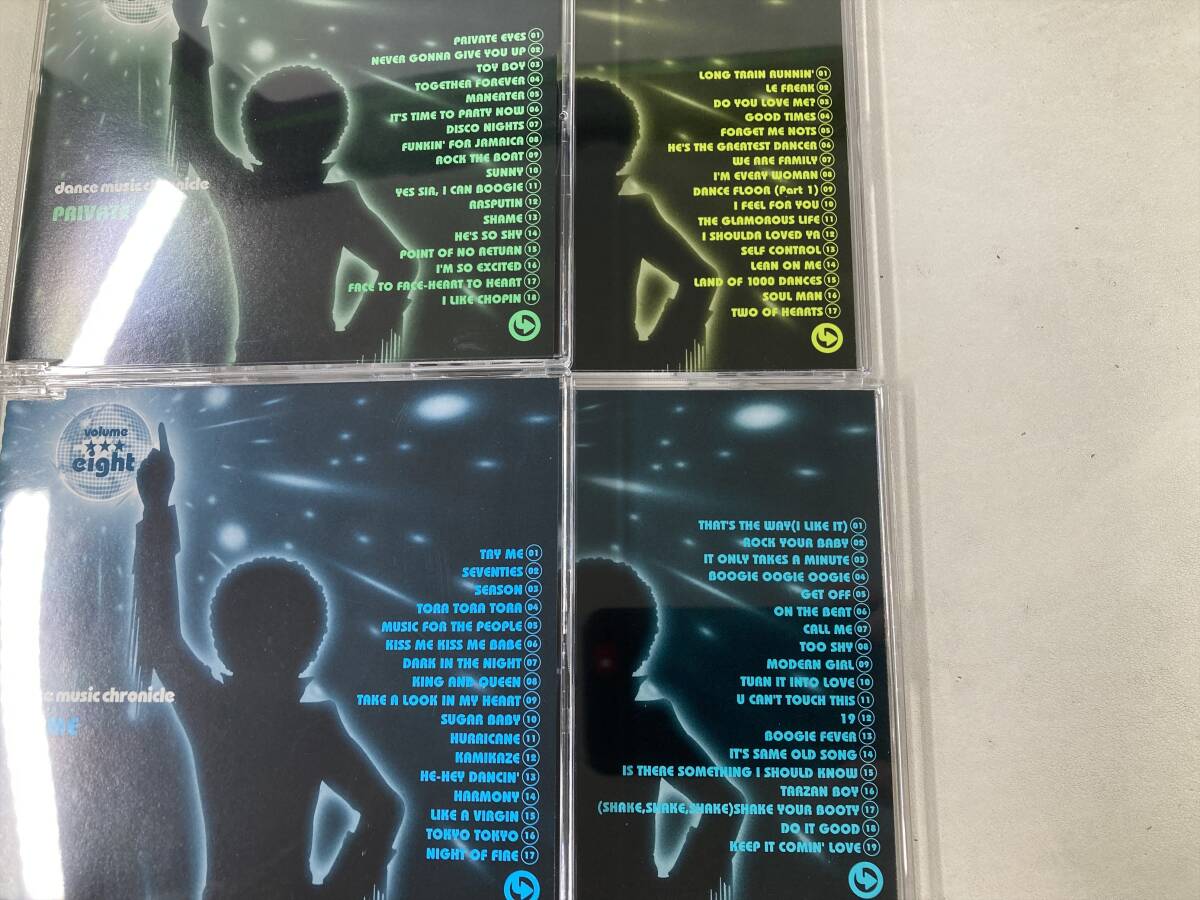 PRIVATE EYES 01
NEVER GONNA GIVE YOU UP 02
TOY BOY 03
TOGETHER FOREVER 04
MANEATER 05
IT'S TIME TO PARTY NOW 06
DISCO NIGHTS 07
FUNKIN' FOR JAMAICA 08
ROCK THE BOAT 09
SUNNY 10
YES SIR, I CAN BOOGIE 11
RASPUTIN 12
SHAME 13
HE'S SO SHY 14
POINT OF NO RETURN 15
I'M SO EXCITED 16
FACE TO FACE-HEART TO HEART 17
I LIKE CHOPIN 18
dance music chronicle
PRIVATE
LONG TRAIN RUNNIN' 01
LE FREAK 02
DO YOU LOVE ME? 03
GOOD TIMES 04
FORGET ME NOTS 05
HE'S THE GREATEST DANCER 06
WE ARE FAMILY 07
I'M EVERY WOMAN 08
DANCE FLOOR (Part 1) 09
I FEEL FOR YOU 10
THE GLAMOROUS LIFE 11
I SHOULDA LOVED YA 12
SELF CONTROL 13
LEAN ON ME 14
LAND OF 1000 DANCES 15
SOUL MAN 16
TWO OF HEARTS 17
volume
eight
TRY ME 01
SEVENTIES 02
SEASON 03
TORA TORA TORA 04
MUSIC FOR THE PEOPLE 05
KISS ME KISS ME BABE 06
DARK IN THE NIGHT 07
KING AND QUEEN 08
TAKE A LOOK IN MY HEART 09
SUGAR BABY 10
HURRICANE 11
KAMIKAZE 12
HE-HEY DANCIN' 13
HARMONY 14
LIKE A VIRGIN 15
TOKYO TOKYO 16
NIGHT OF FIRE 17
music chronicle
ME
THAT'S THE WAY(I LIKE IT) 01
ROCK YOUR BABY 02
IT ONLY TAKES A MINUTE 03
BOOGIE OOGIE OOGIE 04
GET OFF 05
ON THE BEAT 06
CALL ME 07
TOO SHY 08
MODERN GIRL 09
TURN IT INTO LOVE 10
U CAN'T TOUCH THIS 11
19 12
BOOGIE FEVER 13
IT'S SAME OLD SONG 14
IS THERE SOMETHING I SHOULD KNOW 15
TARZAN BOY 16
(SHAKE,SHAKE,SHAKE)SHAKE YOUR BOOTY 17
DO IT GOOD 18
KEEP IT COMIN' LOVE 19